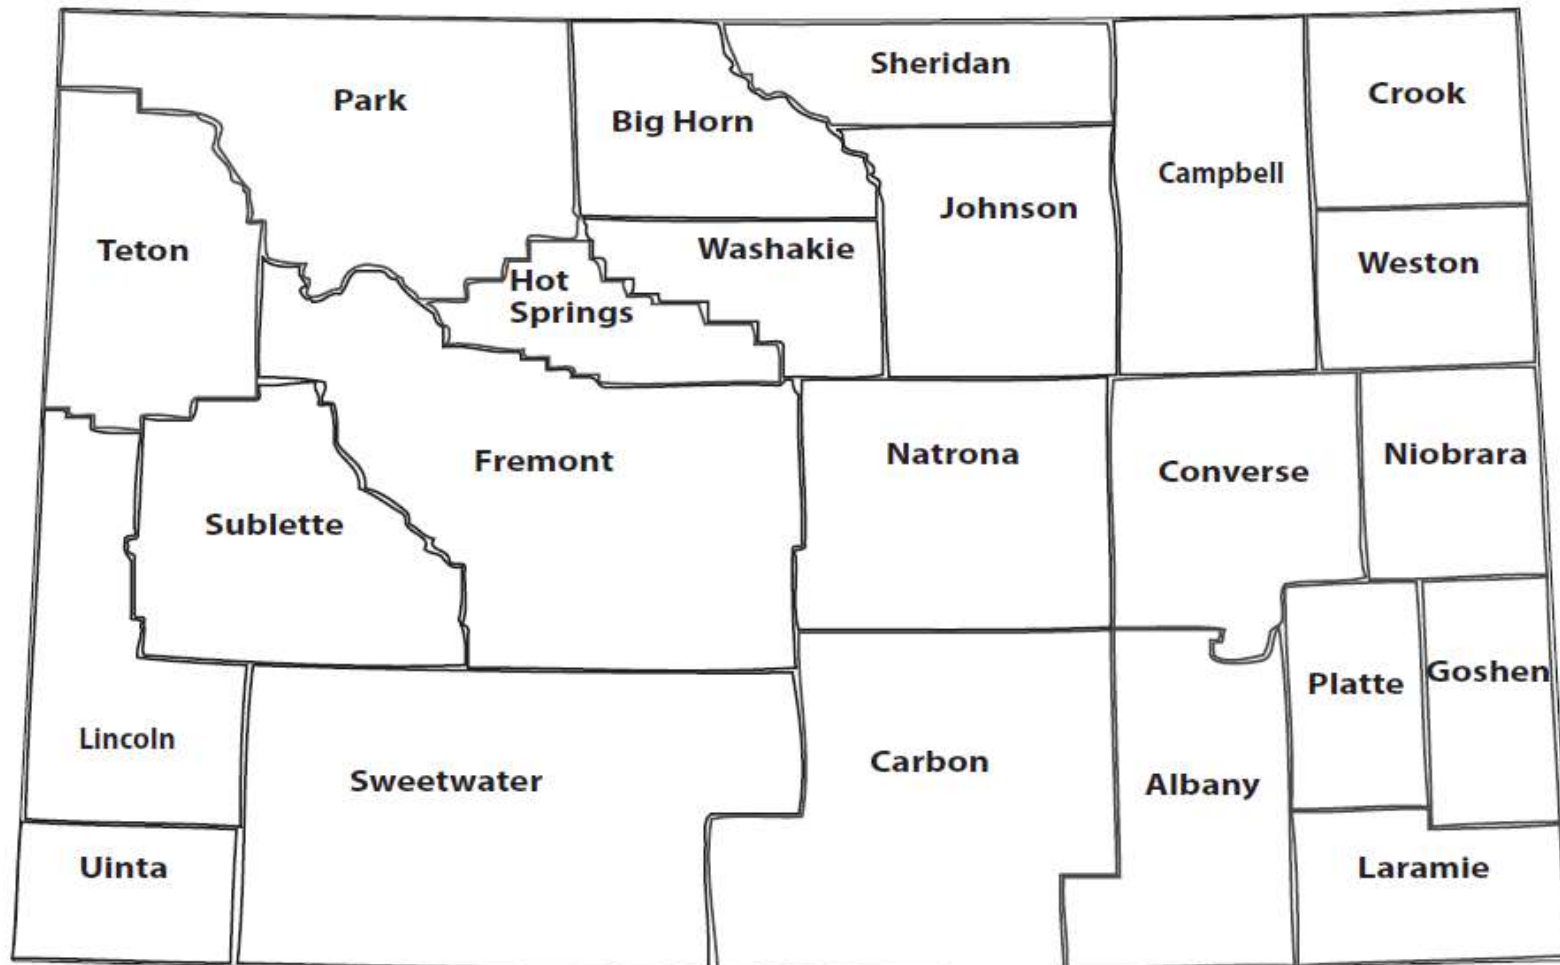 Sheridan
Crook
Park
Big Horn
Campbell
Johnson
Teton
Washakie
Weston
Hot
Springs
Natrona
Niobrara
Fremont
Converse
Sublette
Goshen
Platte
Lincoln
Carbon
Sweetwater
Albany
Uinta
Laramie